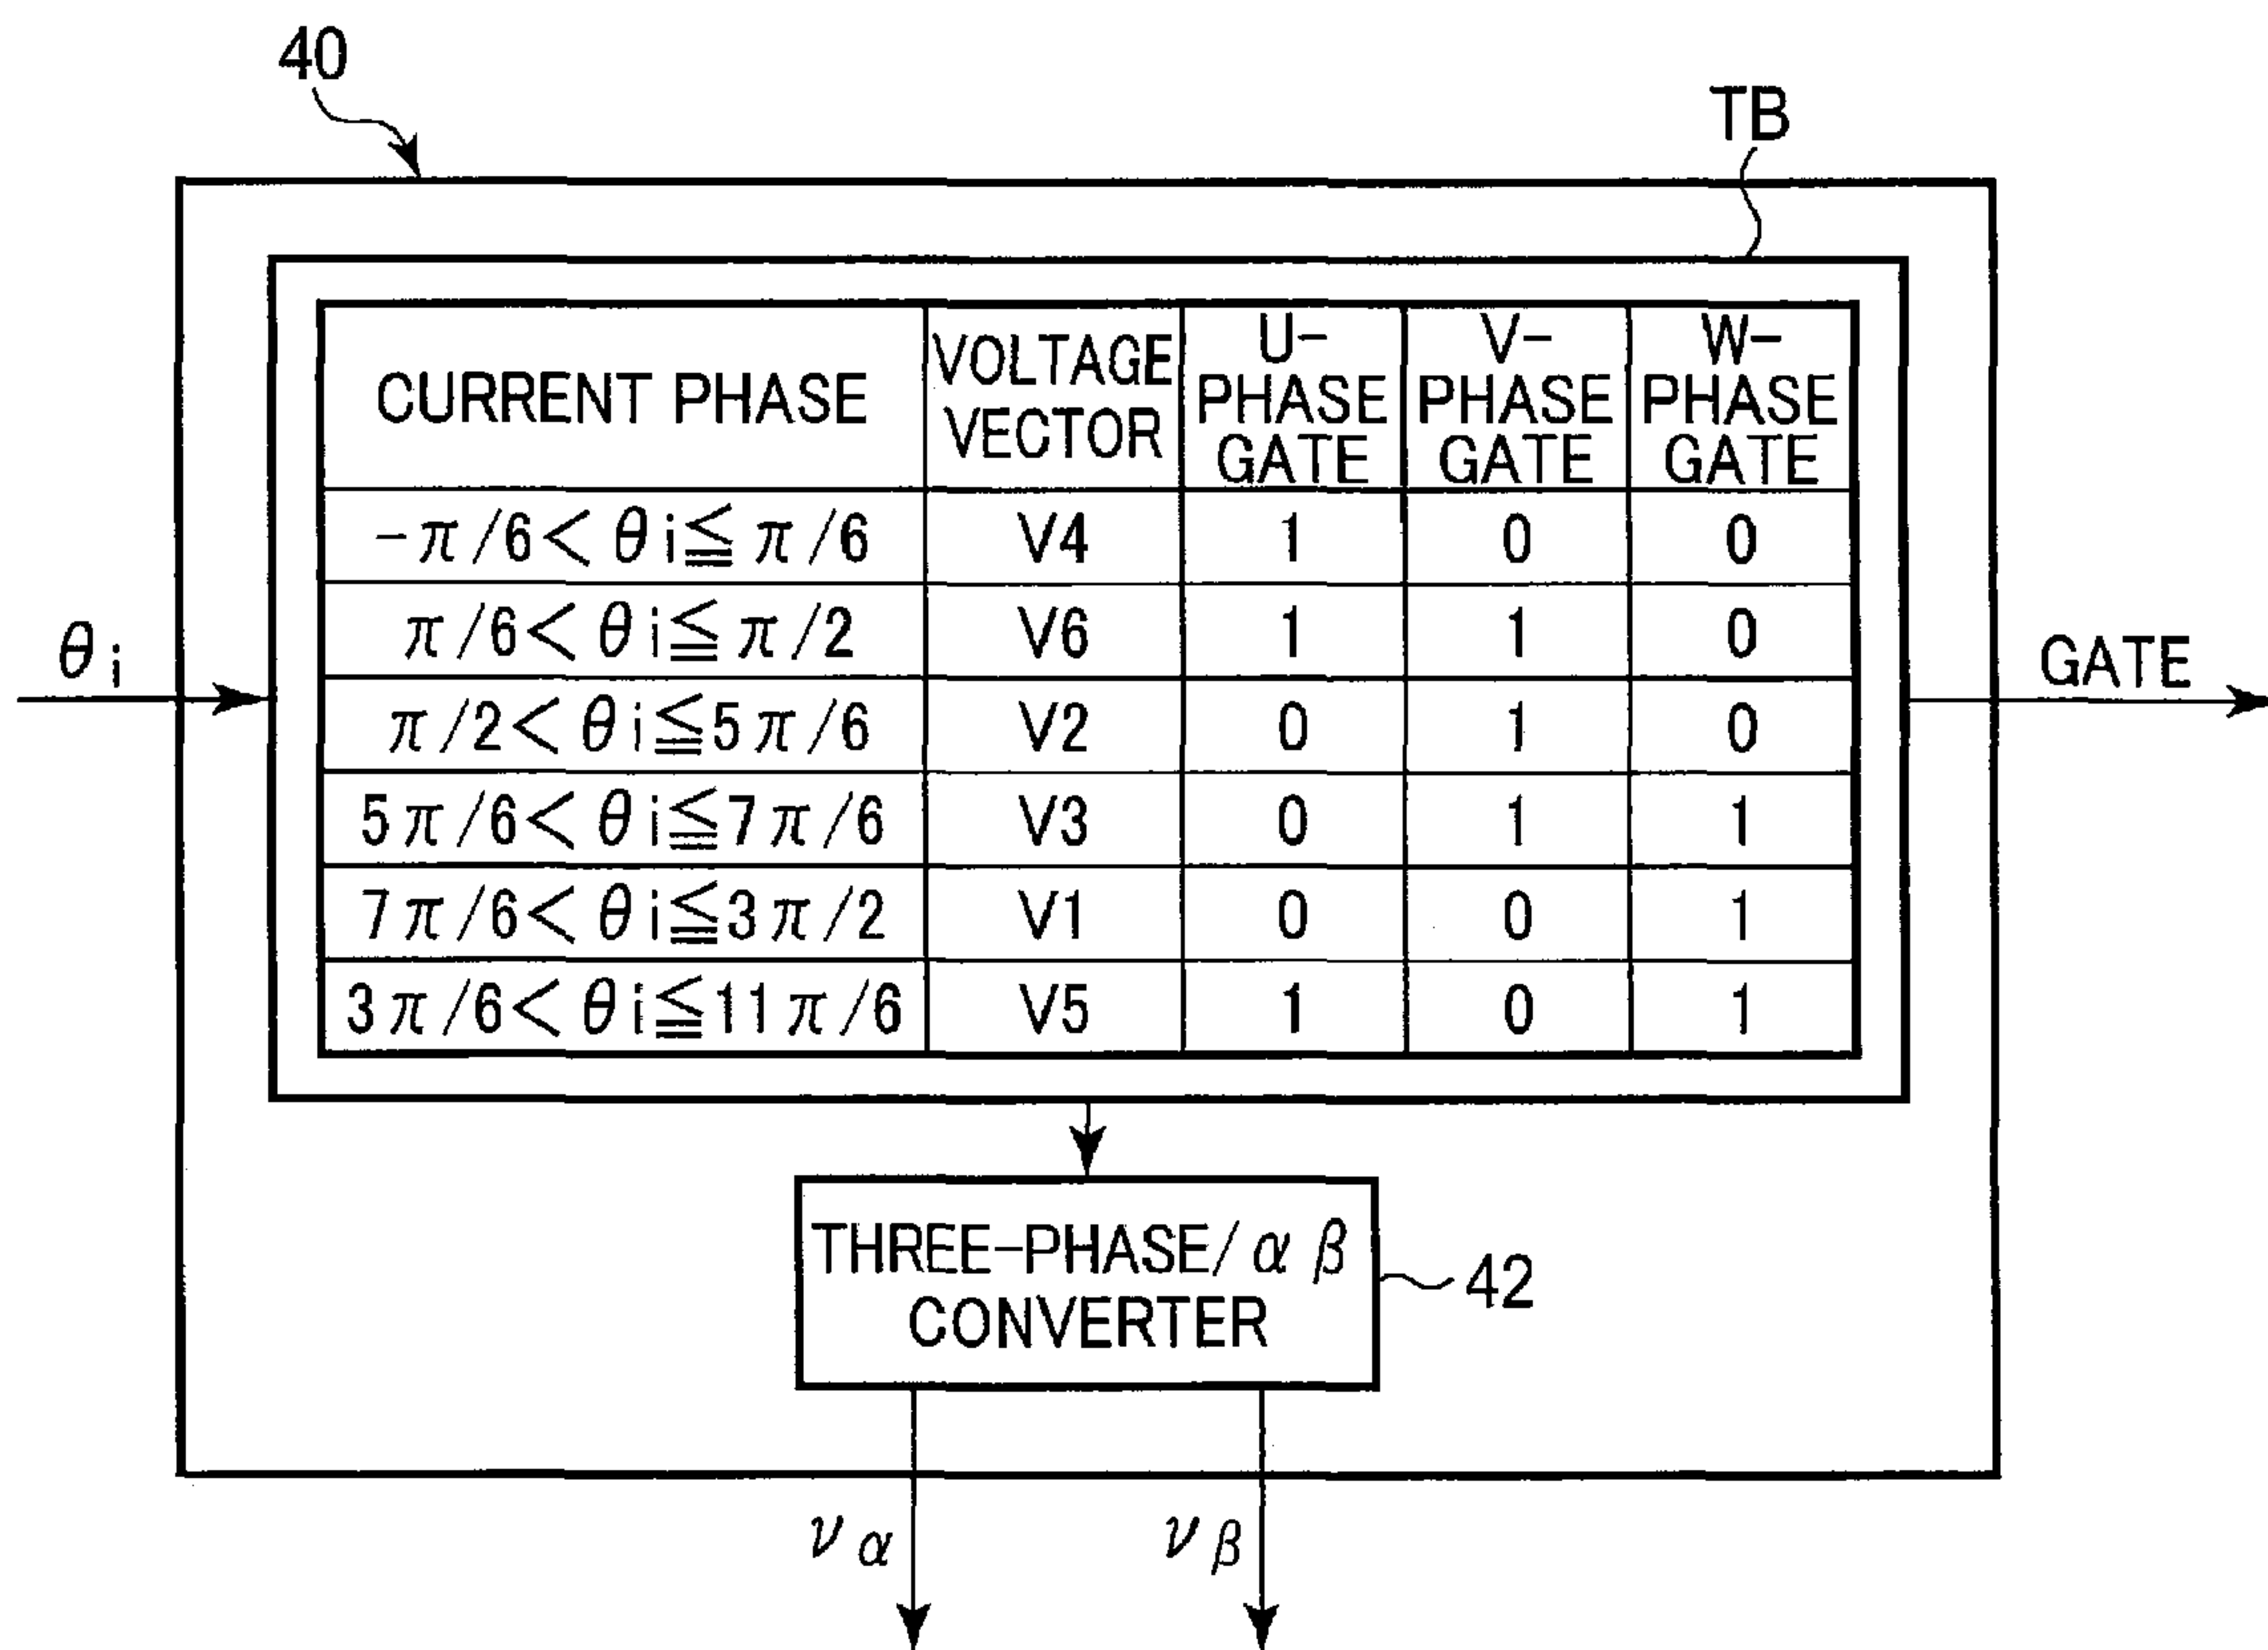 40
TB
CURRENT PHASE
VOLTAGE
VECTOR
U-
PHASE
GATE
V-
PHASE
GATE
W-
PHASE
GATE
-π/6< θi≦ π/6 V4 1 0 0
π/6< θi≦ π/2 V6 1 1 0
π/2< θi≦5π/6 V2 0 1 0
5π/6< θi≦7π/6 V3 0 1 1
7π/6< θi≦3π/2 V1 0 0 1
3π/6< θi≦11π/6 V5 1 0 1
θi
GATE
THREE-PHASE/αβ
CONVERTER
42
να
νβ